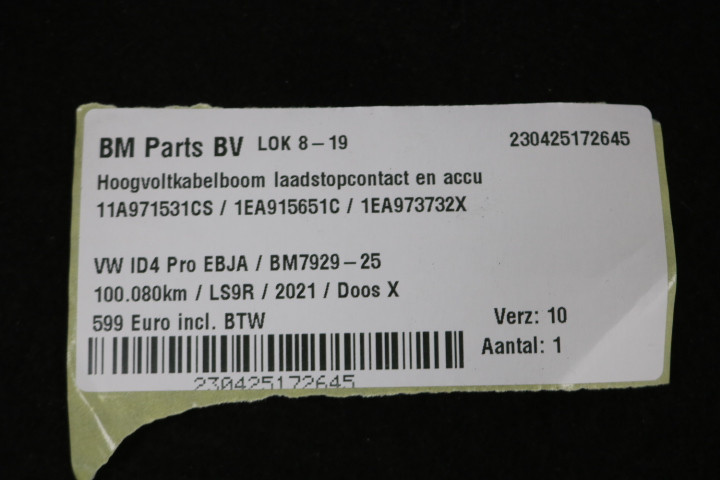 BM Parts BV LOK 8-19 230425172645
Hoogvoltkabelboom laadstopcontact en accu
11A971531CS / 1EA915651C / 1EA973732X
VW ID4 Pro EBJA / BM7929-25
100.080km / LS9R / 2021 / Doos X
599 Euro incl. BTW Verz: 10
Aantal: 1
230425172645